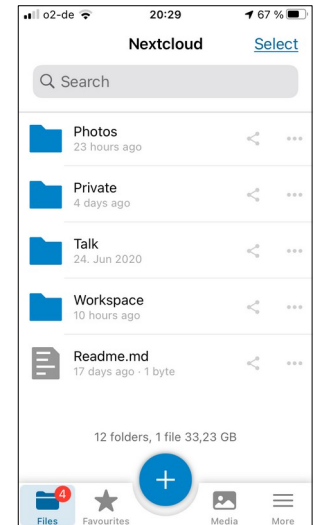 o2-de 20:29 67 %
Nextcloud Select
Search
Photos
23 hours ago
Private
4 days ago
Talk
24. Jun 2020
Workspace
10 hours ago
Readme.md
17 days ago · 1 byte
12 folders, 1 file 33,23 GB
4
Files Favourites Media More